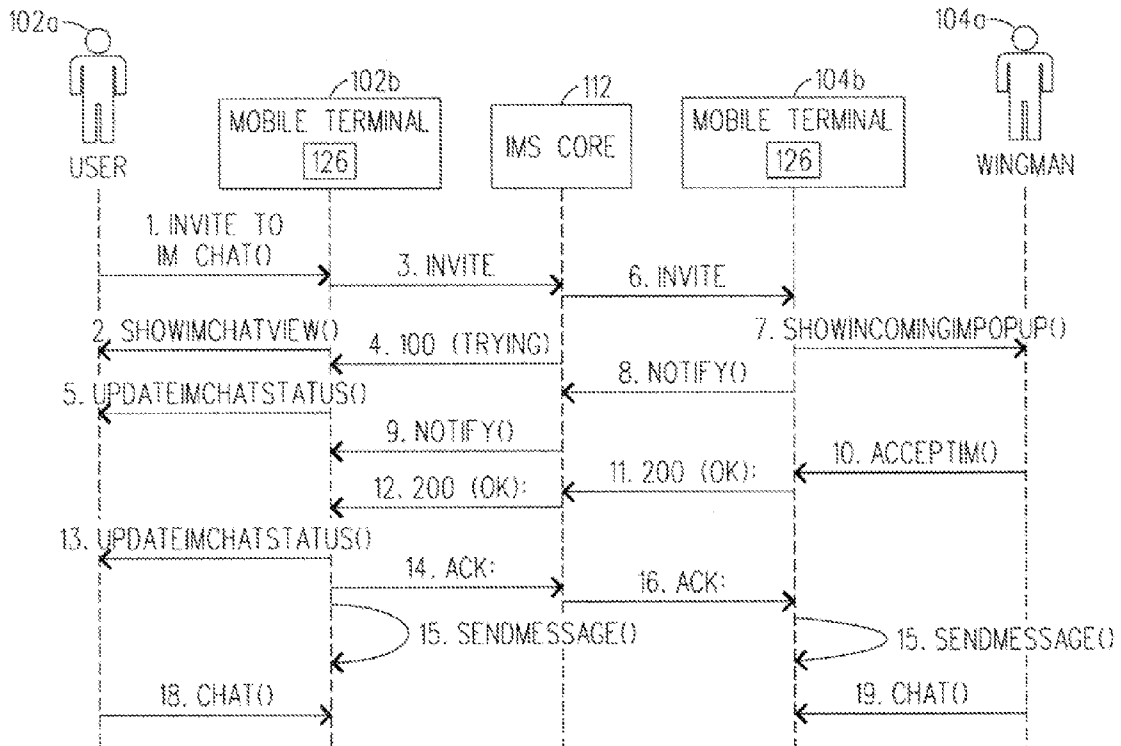 102a
104a
102b
112
104b
MOBILE TERMINAL
126
IMS CORE
MOBILE TERMINAL
126
USER
WINGMAN
1. INVITE TO
IM CHAT()
3. INVITE
6. INVITE
2. SHOWIMCHATVIEW()
4. 100 (TRYING)
7. SHOWINCOMINGIMPOPUP()
8. NOTIFY()
5. UPDATEIMCHATSTATUS()
9. NOTIFY()
10. ACCEPTIM()
12. 200 (OK):
11. 200 (OK):
13. UPDATEIMCHATSTATUS()
14. ACK:
16. ACK:
15. SENDMESSAGE()
15. SENDMESSAGE()
18. CHAT()
19. CHAT()